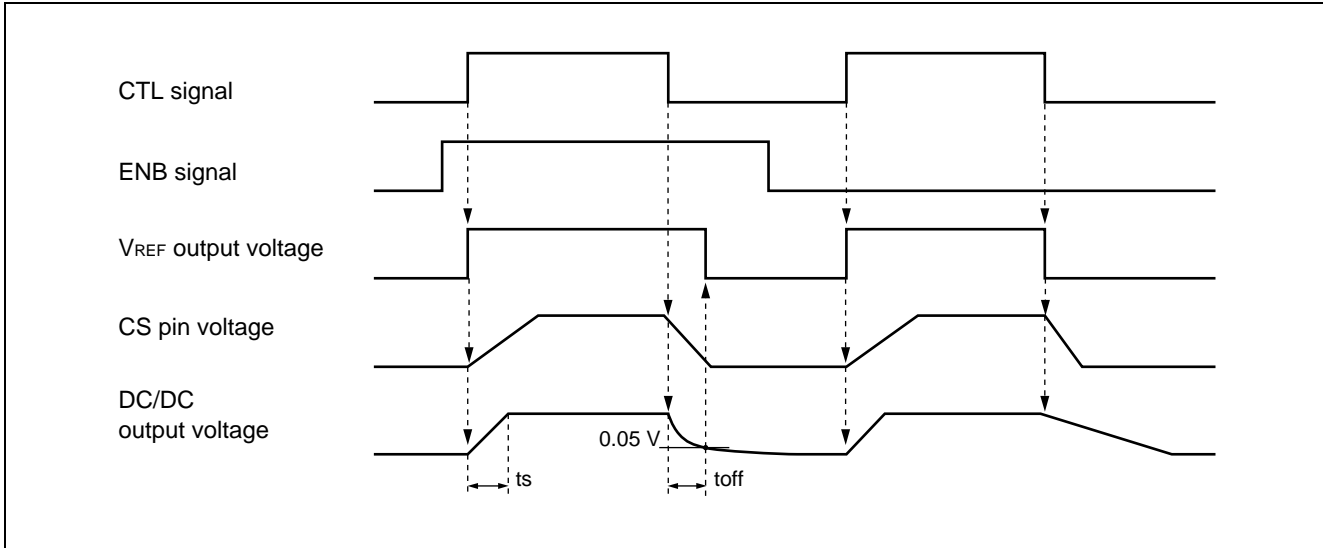 CTL signal
ENB signal
VREF output voltage
CS pin voltage
DC/DC
output voltage
0.05 V
ts
toff